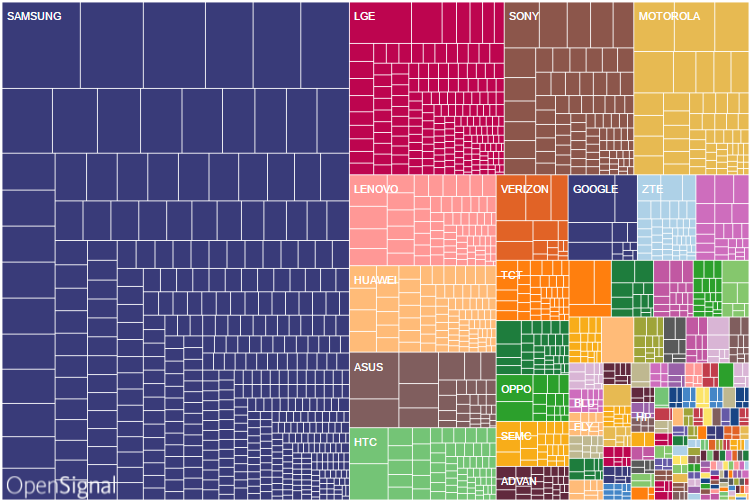 SAMSUNG
LGE
SONY
MOTOROLA
LENOVO
VERIZON
GOOGLE
ZTE
HUAWEI
TCT
ASUS
OPPO
BLU
HP
FLY
HTC
SEMC
ADVAN
OpenSignal